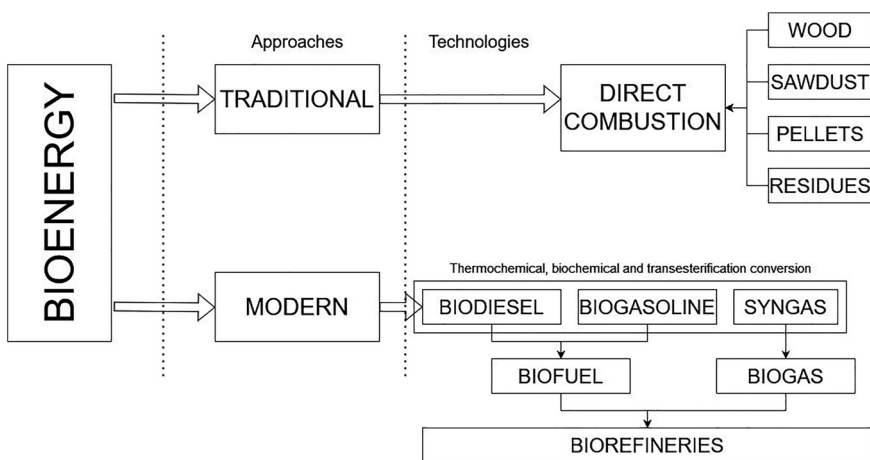 Approaches
Technologies
BIOENERGY
TRADITIONAL
DIRECT
COMBUSTION
WOOD
SAWDUST
PELLETS
RESIDUES
MODERN
Thermochemical, biochemical and transesterification conversion
BIODIESEL
BIOGASOLINE
SYNGAS
BIOFUEL
BIOGAS
BIOREFINERIES